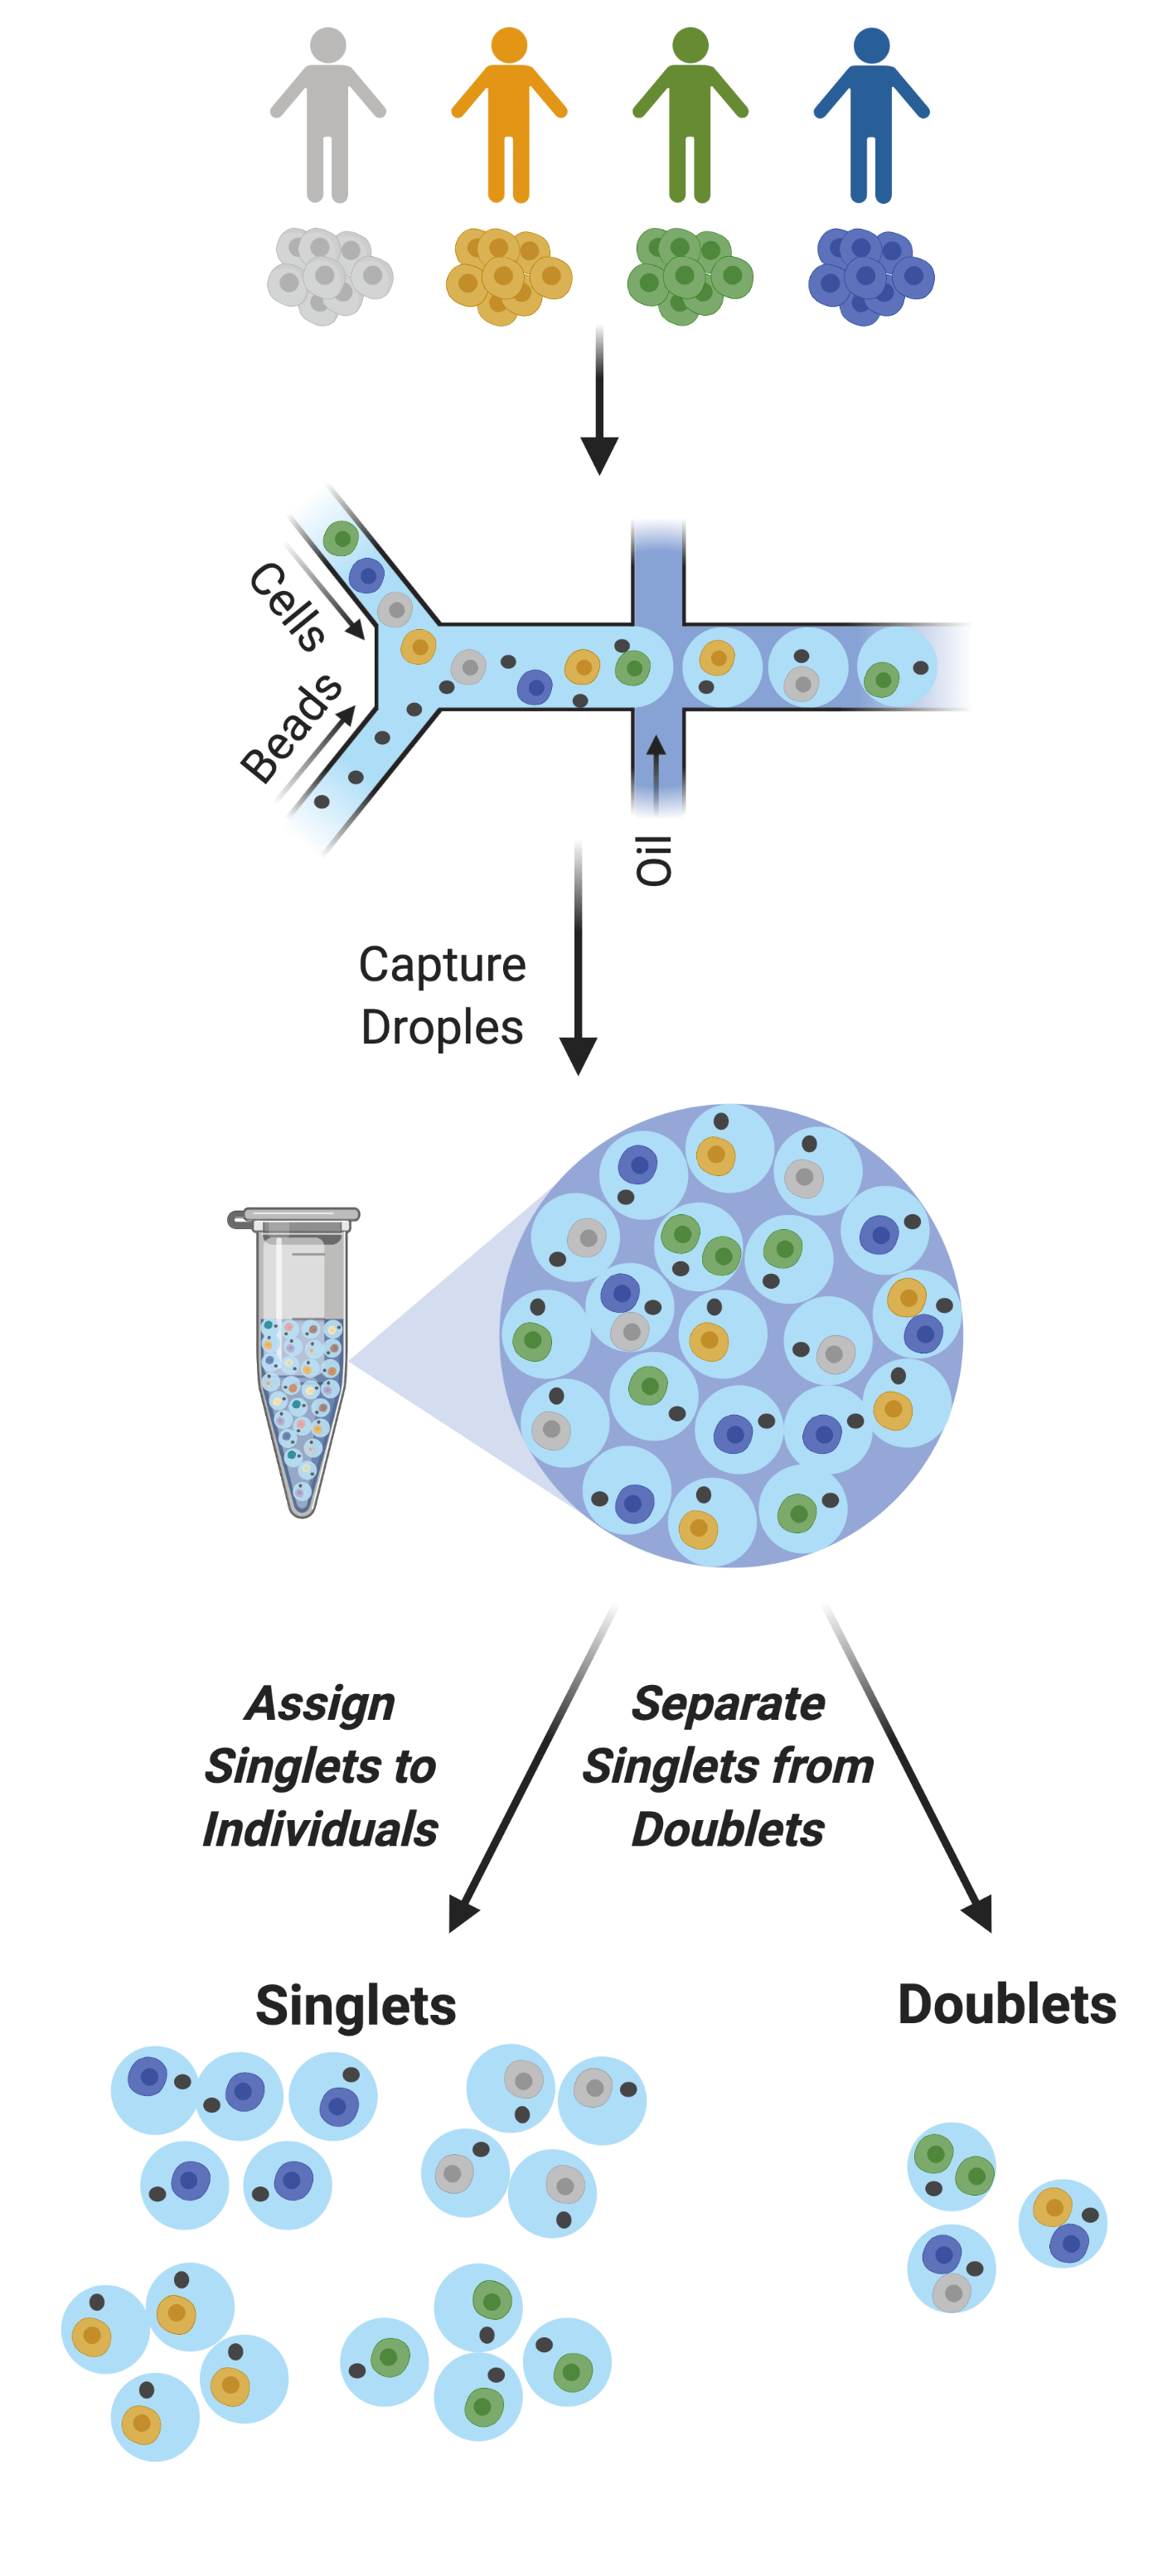 Cells
Beads
Oil
Capture
Droples
Assign
Singlets to
Individuals
Separate
Singlets from
Doublets
Singlets
Doublets